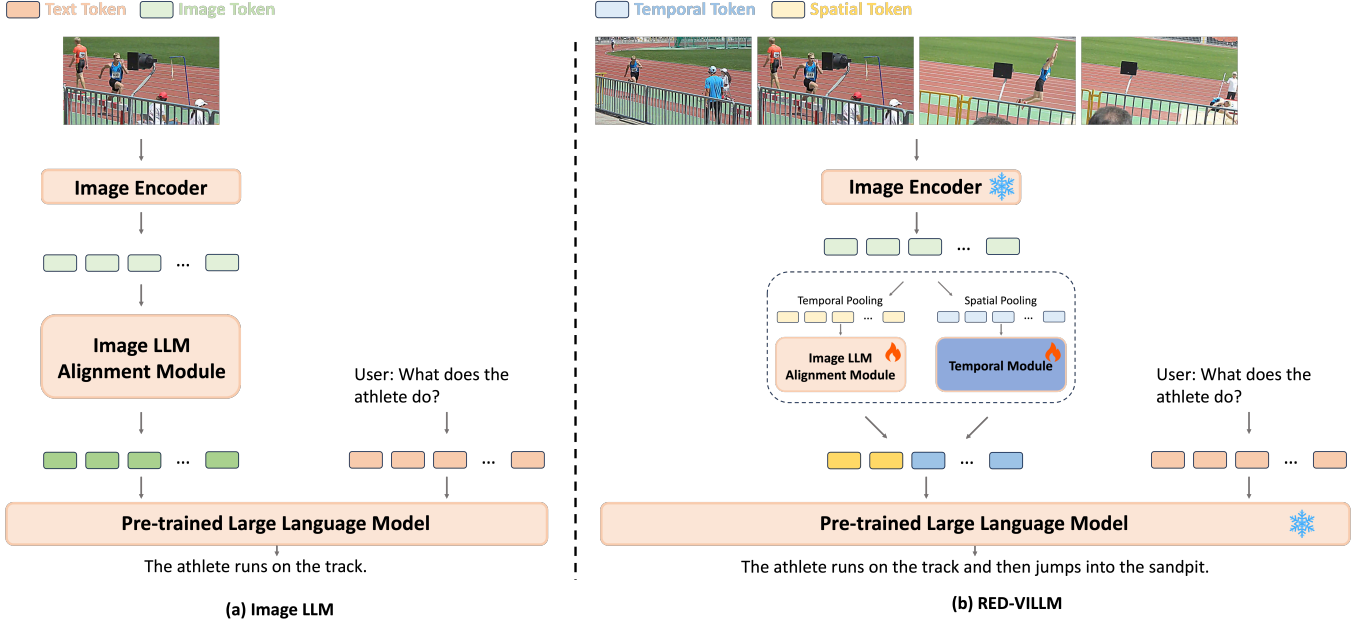 Text Token Image Token
Image Encoder
...
Image LLM
Alignment Module
User: What does the
athlete do?
... ...
Pre-trained Large Language Model
The athlete runs on the track.
(a) Image LLM
Temporal Token Spatial Token
Image Encoder
...
Temporal Pooling Spatial Pooling
... ...
Image LLM
Alignment Module
Temporal Module
User: What does the
athlete do?
... ...
Pre-trained Large Language Model
The athlete runs on the track and then jumps into the sandpit.
(b) RED-VILLM